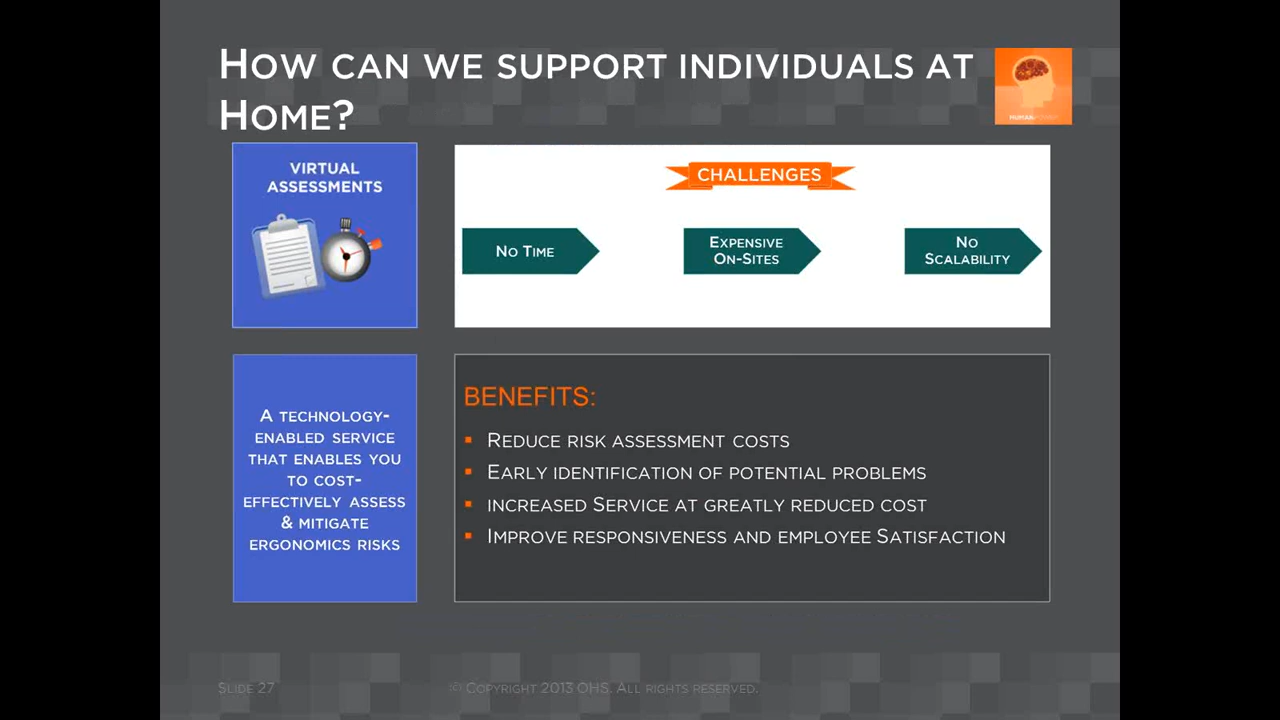 HOW CAN WE SUPPORT INDIVIDUALS AT
HOME?
VIRTUAL
ASSESSMENTS
CHALLENGES
NO TIME
EXPENSIVE
ON-SITES
NO
SCALABILITY
A TECHNOLOGY-
ENABLED SERVICE
THAT ENABLES YOU
TO COST-
EFFECTIVELY ASSESS
& MITIGATE
ERGONOMICS RISKS
BENEFITS:
▪ REDUCE RISK ASSESSMENT COSTS
▪ EARLY IDENTIFICATION OF POTENTIAL PROBLEMS
▪ INCREASED SERVICE AT GREATLY REDUCED COST
▪ IMPROVE RESPONSIVENESS AND EMPLOYEE SATISFACTION
SLIDE 27
© COPYRIGHT 2013 OHS. ALL RIGHTS RESERVED.